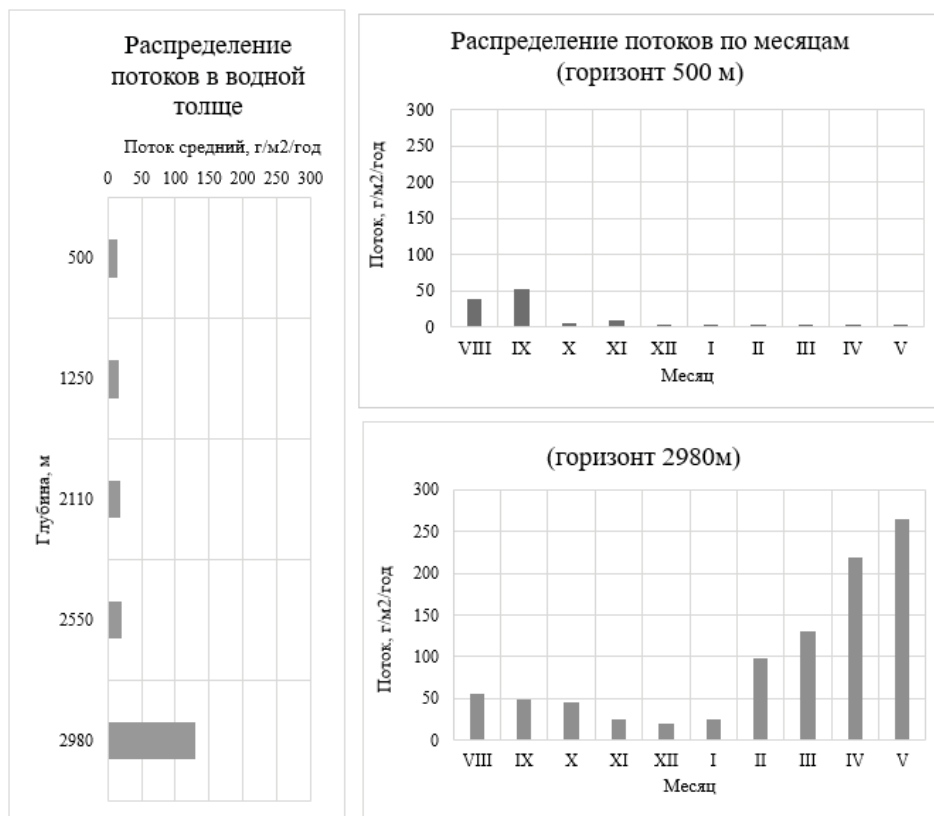 Распределение
потоков в водной
толще
Поток средний, г/м2/год
0 50 100 150 200 250 300
Глубина, м
500
1250
2110
2550
2980
Распределение потоков по месяцам
(горизонт 500 м)
Поток, г/м2/год
300
250
200
150
100
50
0
VIII IX X XI XII I II III IV V
Месяц
(горизонт 2980м)
Поток, г/м2/год
300
250
200
150
100
50
0
VIII IX X XI XII I II III IV V
Месяц